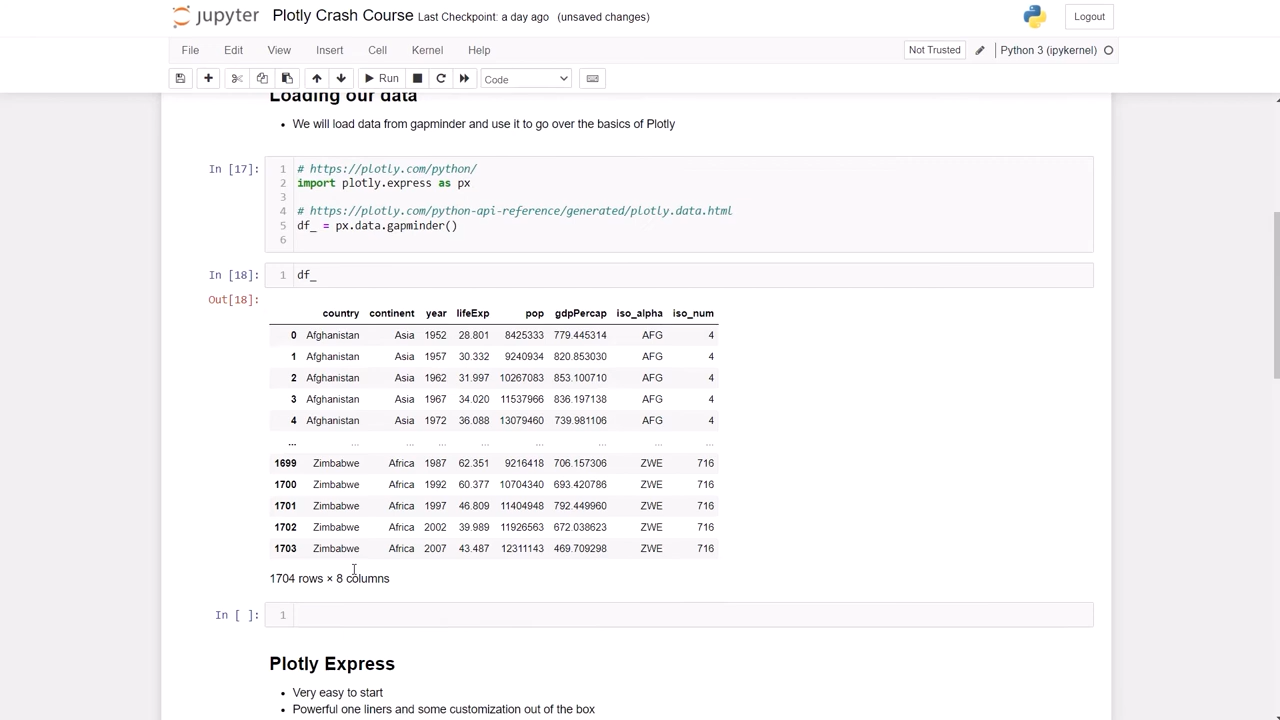 jupyter Plotly Crash Course Last Checkpoint: a day ago (unsaved changes) Logout
File Edit View Insert Cell Kernel Help Not Trusted Python 3 (ipykernel)
Run Code
Loading our data
• We will load data from gapminder and use it to go over the basics of Plotly
In [17]: 1 # https://plotly.com/python/
2 import plotly.express as px
3
4 # https://plotly.com/python-api-reference/generated/plotly.data.html
5 df_ = px.data.gapminder()
6
In [18]: 1 df_
Out[18]:
country continent year lifeExp pop gdpPercap iso_alpha iso_num
0 Afghanistan Asia 1952 28.801 8425333 779.445314 AFG 4
1 Afghanistan Asia 1957 30.332 9240934 820.853030 AFG 4
2 Afghanistan Asia 1962 31.997 10267083 853.100710 AFG 4
3 Afghanistan Asia 1967 34.020 11537966 836.197138 AFG 4
4 Afghanistan Asia 1972 36.088 13079460 739.981106 AFG 4
... ... ... ... ... ... ... ... ...
1699 Zimbabwe Africa 1987 62.351 9216418 706.157306 ZWE 716
1700 Zimbabwe Africa 1992 60.377 10704340 693.420786 ZWE 716
1701 Zimbabwe Africa 1997 46.809 11404948 792.449960 ZWE 716
1702 Zimbabwe Africa 2002 39.989 11926563 672.038623 ZWE 716
1703 Zimbabwe Africa 2007 43.487 12311143 469.709298 ZWE 716
1704 rows × 8 columns
In [ ]: 1
Plotly Express
• Very easy to start
• Powerful one liners and some customization out of the box